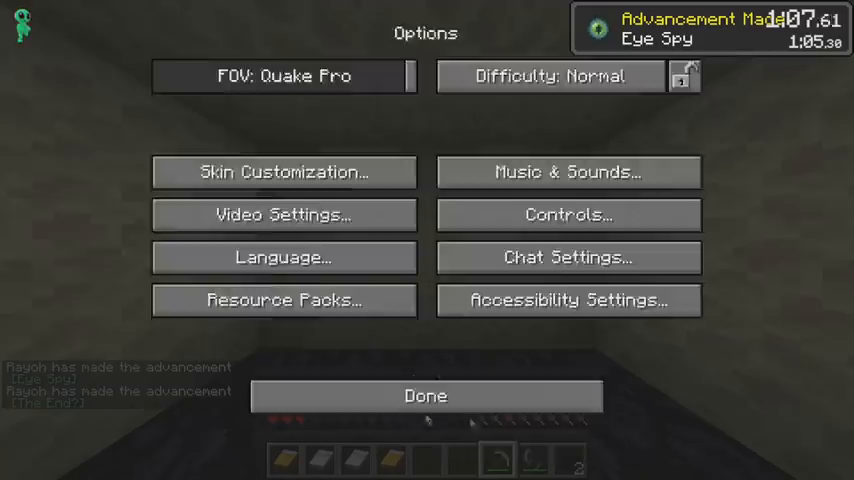 Advancement Made
1:07.61
Eye Spy
1:05.30
Options
FOV: Quake Pro
Difficulty: Normal
Skin Customization...
Music & Sounds...
Video Settings...
Controls...
Language...
Chat Settings...
Resource Packs...
Accessibility Settings...
Rayoh has made the advancement
[Eye Spy]
Rayoh has made the advancement
[The End?]
Done
2